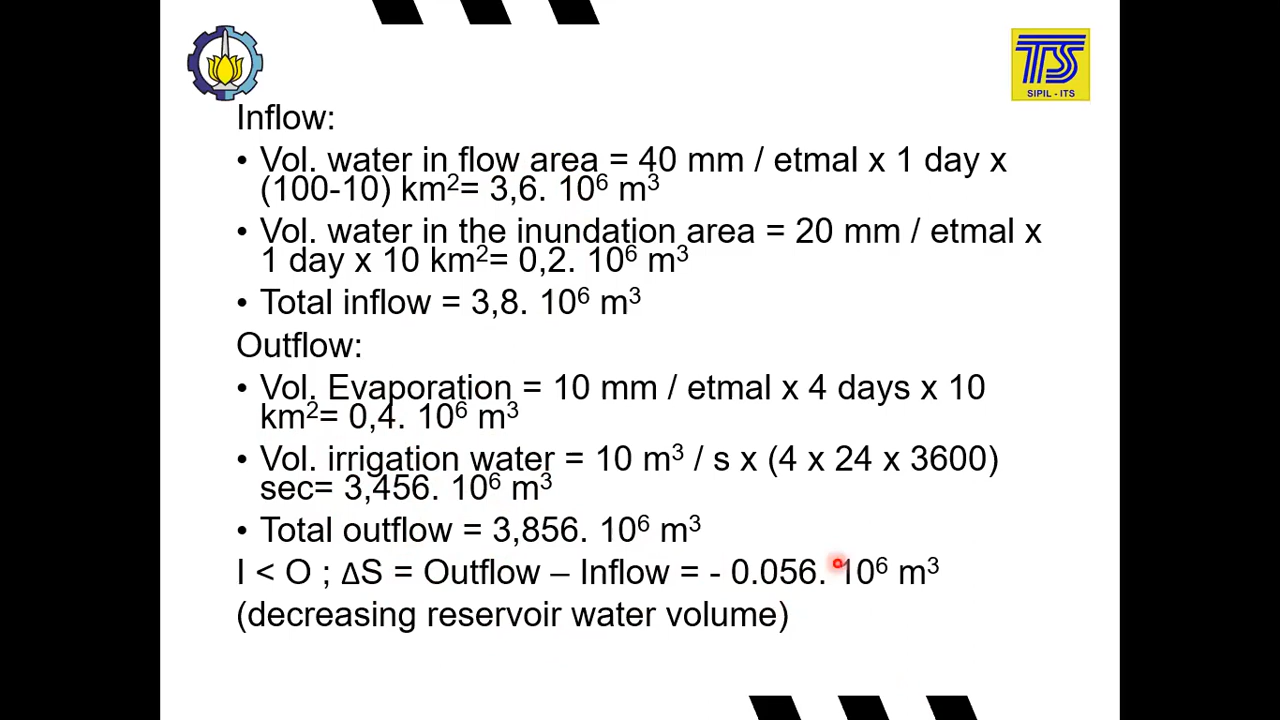 ITS
SIPIL - ITS
Inflow:
• Vol. water in flow area = 40 mm / etmal x 1 day x
(100-10) km²= 3,6. 10⁶ m³
• Vol. water in the inundation area = 20 mm / etmal x
1 day x 10 km²= 0,2. 10⁶ m³
• Total inflow = 3,8. 10⁶ m³
Outflow:
• Vol. Evaporation = 10 mm / etmal x 4 days x 10
km²= 0,4. 10⁶ m³
• Vol. irrigation water = 10 m³ / s x (4 x 24 x 3600)
sec= 3,456. 10⁶ m³
• Total outflow = 3,856. 10⁶ m³
I < O ; ΔS = Outflow – Inflow = - 0.056. 10⁶ m³
(decreasing reservoir water volume)